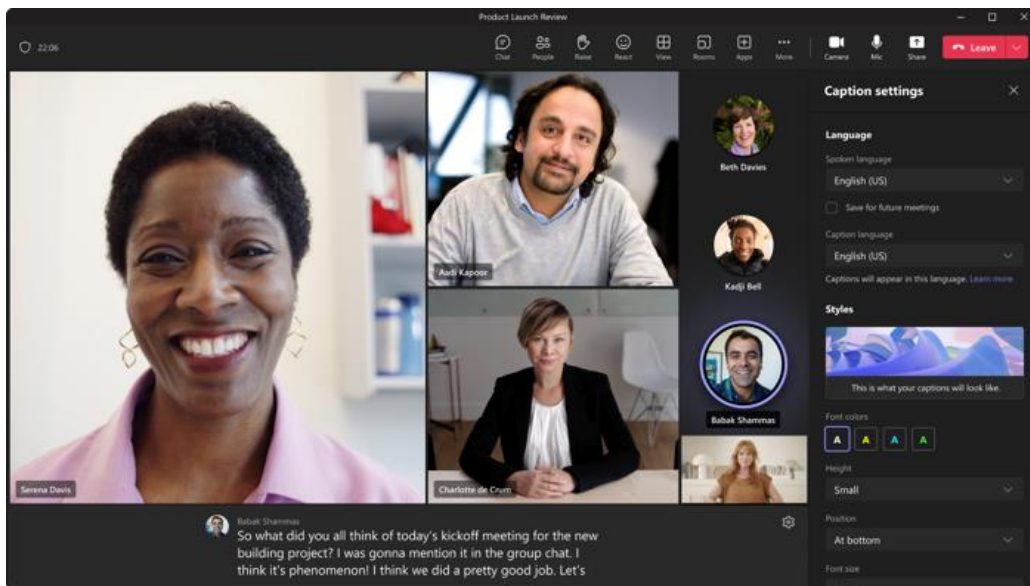 Product Launch Review
22:06
Chat
People
Raise
React
View
Rooms
Apps
More
Camera
Mic
Share
Leave
Serena Davis
Aadi Kapoor
Charlotte de Crum
Beth Davies
Kadji Bell
Babak Shammas
Babak Shammas
So what did you all think of today's kickoff meeting for the new
building project? I was gonna mention it in the group chat. I
think it's phenomenon! I think we did a pretty good job. Let's
Caption settings
Language
Spoken language
English (US)
Save for future meetings
Caption language
English (US)
Captions will appear in this language. Learn more
Styles
This is what your captions will look like.
Font colors
A A A A
Height
Small
Position
At bottom
Font size